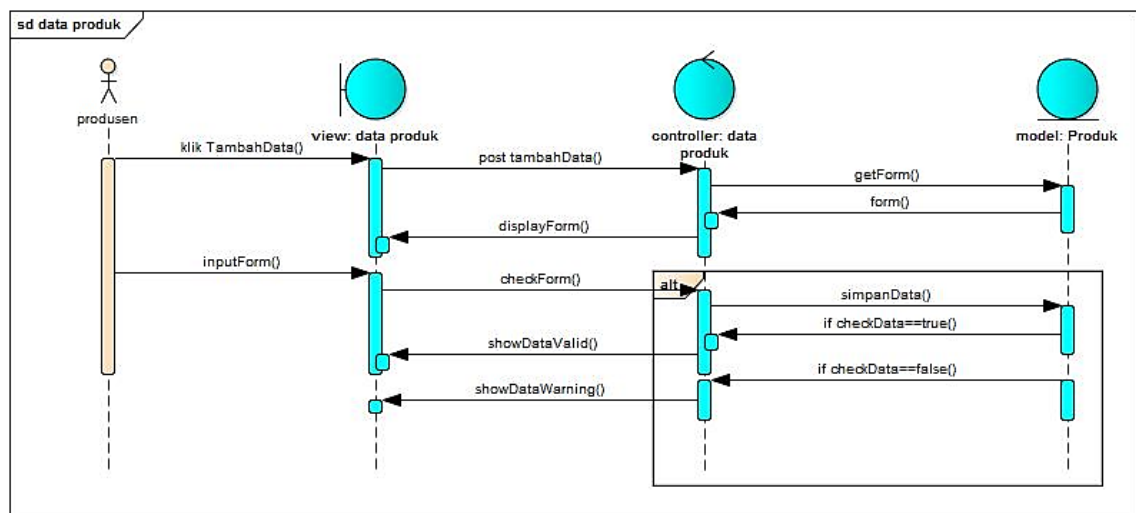 sd data produk
produsen
view: data produk
controller: data
produk
model: Produk
klik TambahData()
post tambahData()
getForm()
form()
displayForm()
inputForm()
checkForm()
alt
simpanData()
if checkData==true()
showDataValid()
if checkData==false()
showDataWarning()